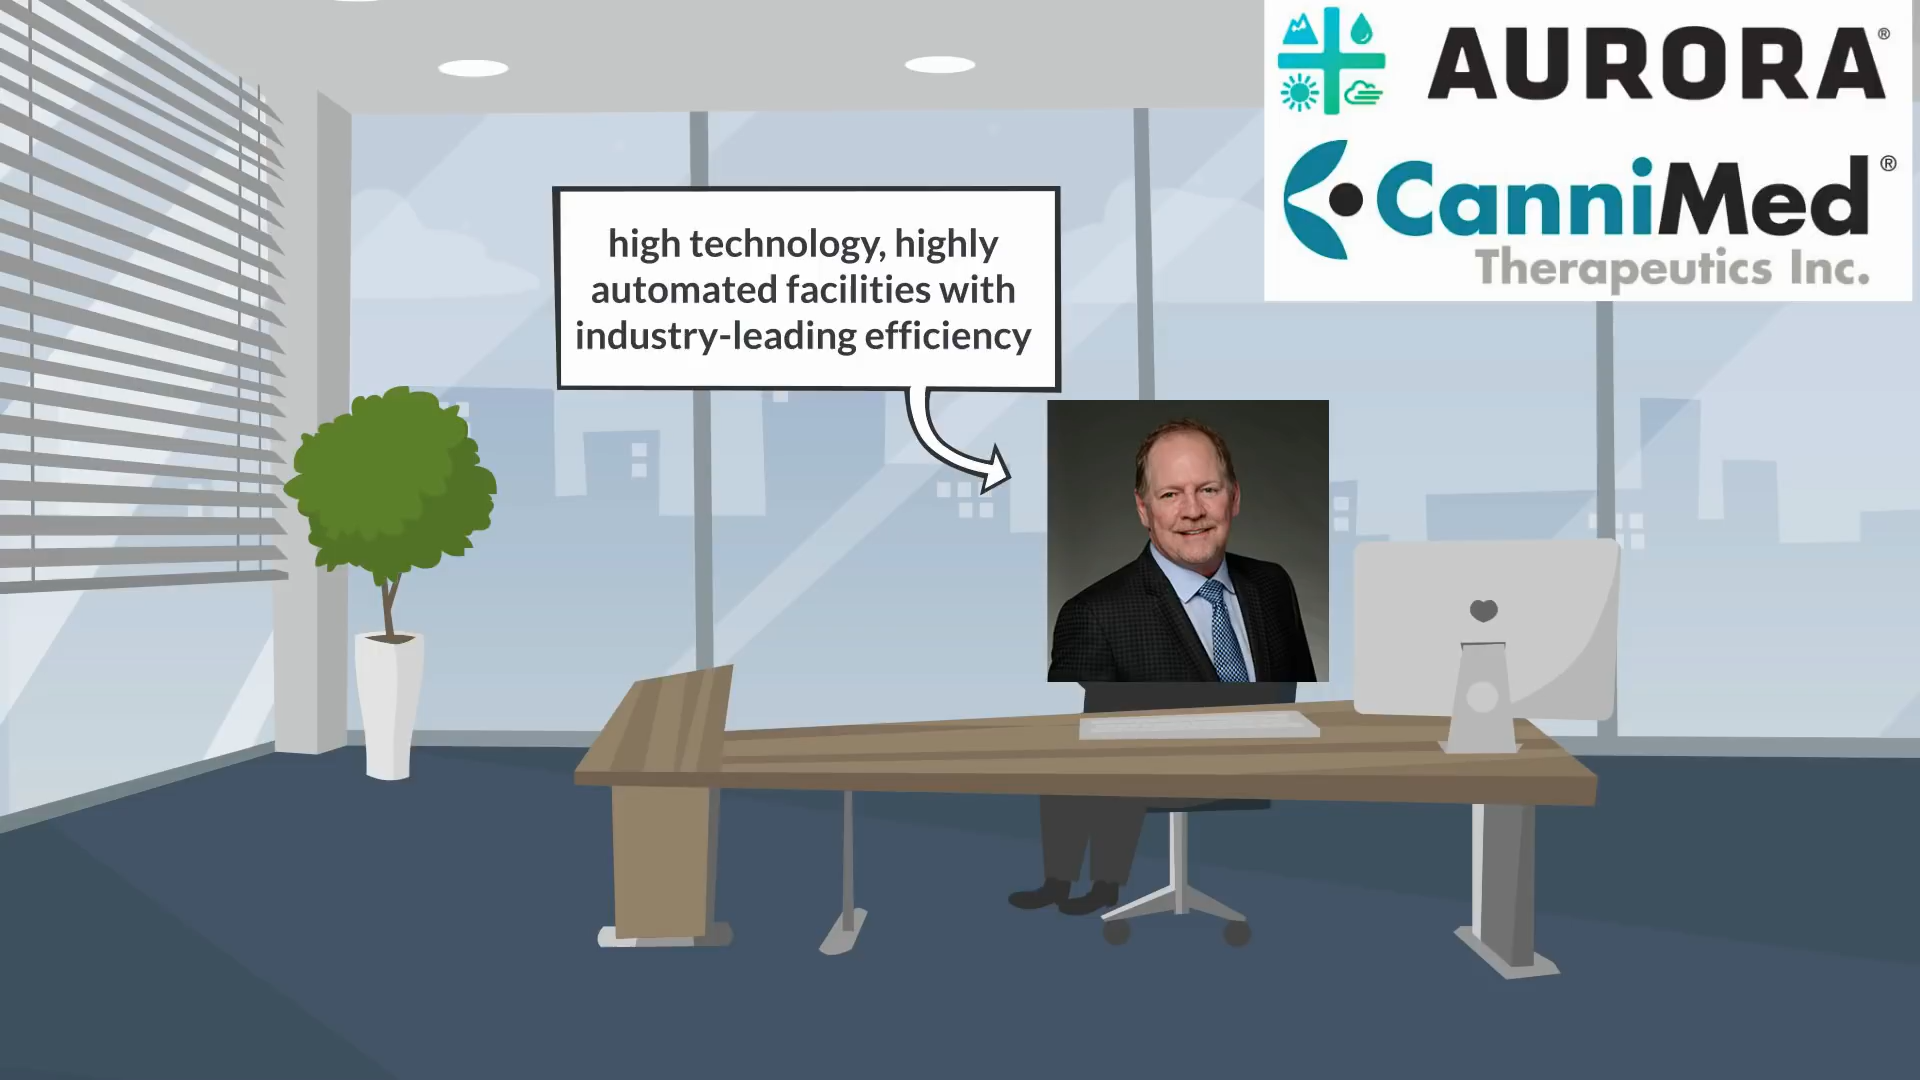 AURORA®
CanniMed®
Therapeutics Inc.
high technology, highly
automated facilities with
industry-leading efficiency